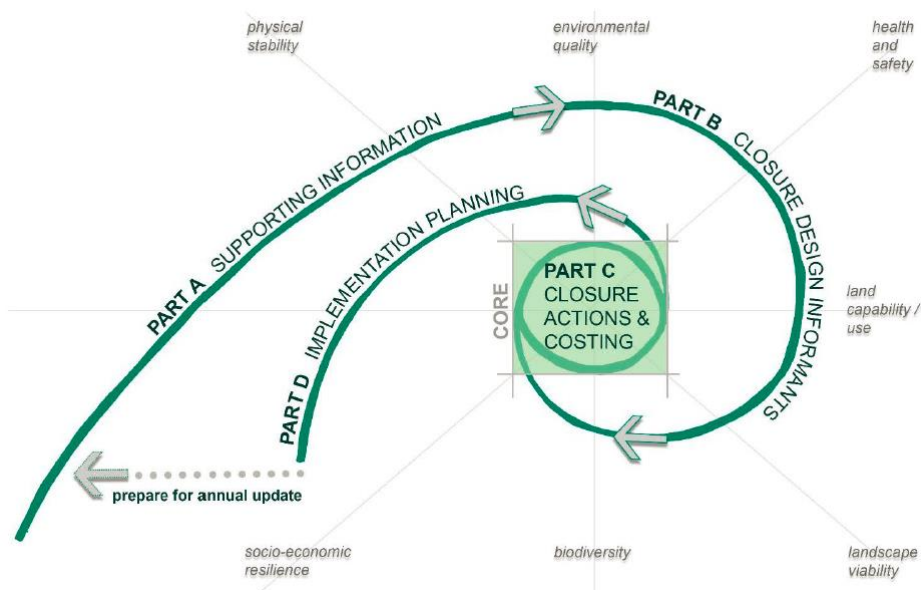 physical
stability
environmental
quality
health
and
safety
PART A SUPPORTING INFORMATION
PART B CLOSURE DESIGN INFORMANTS
PART D IMPLEMENTATION PLANNING
CORE
PART C
CLOSURE
ACTIONS &
COSTING
land
capability /
use
prepare for annual update
socio-economic
resilience
biodiversity
landscape
viability